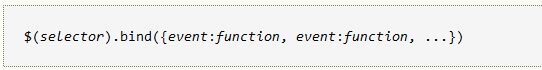 $(selector).bind({event:function, event:function, ...})